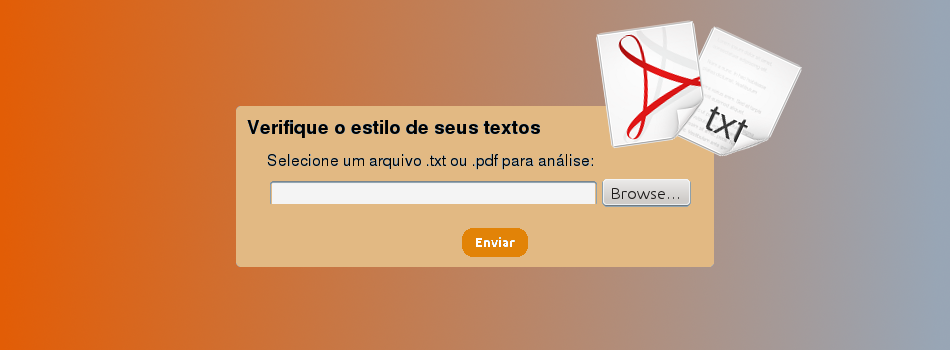 Verifique o estilo de seus textos
Selecione um arquivo .txt ou .pdf para análise:
Browse...
Enviar
txt